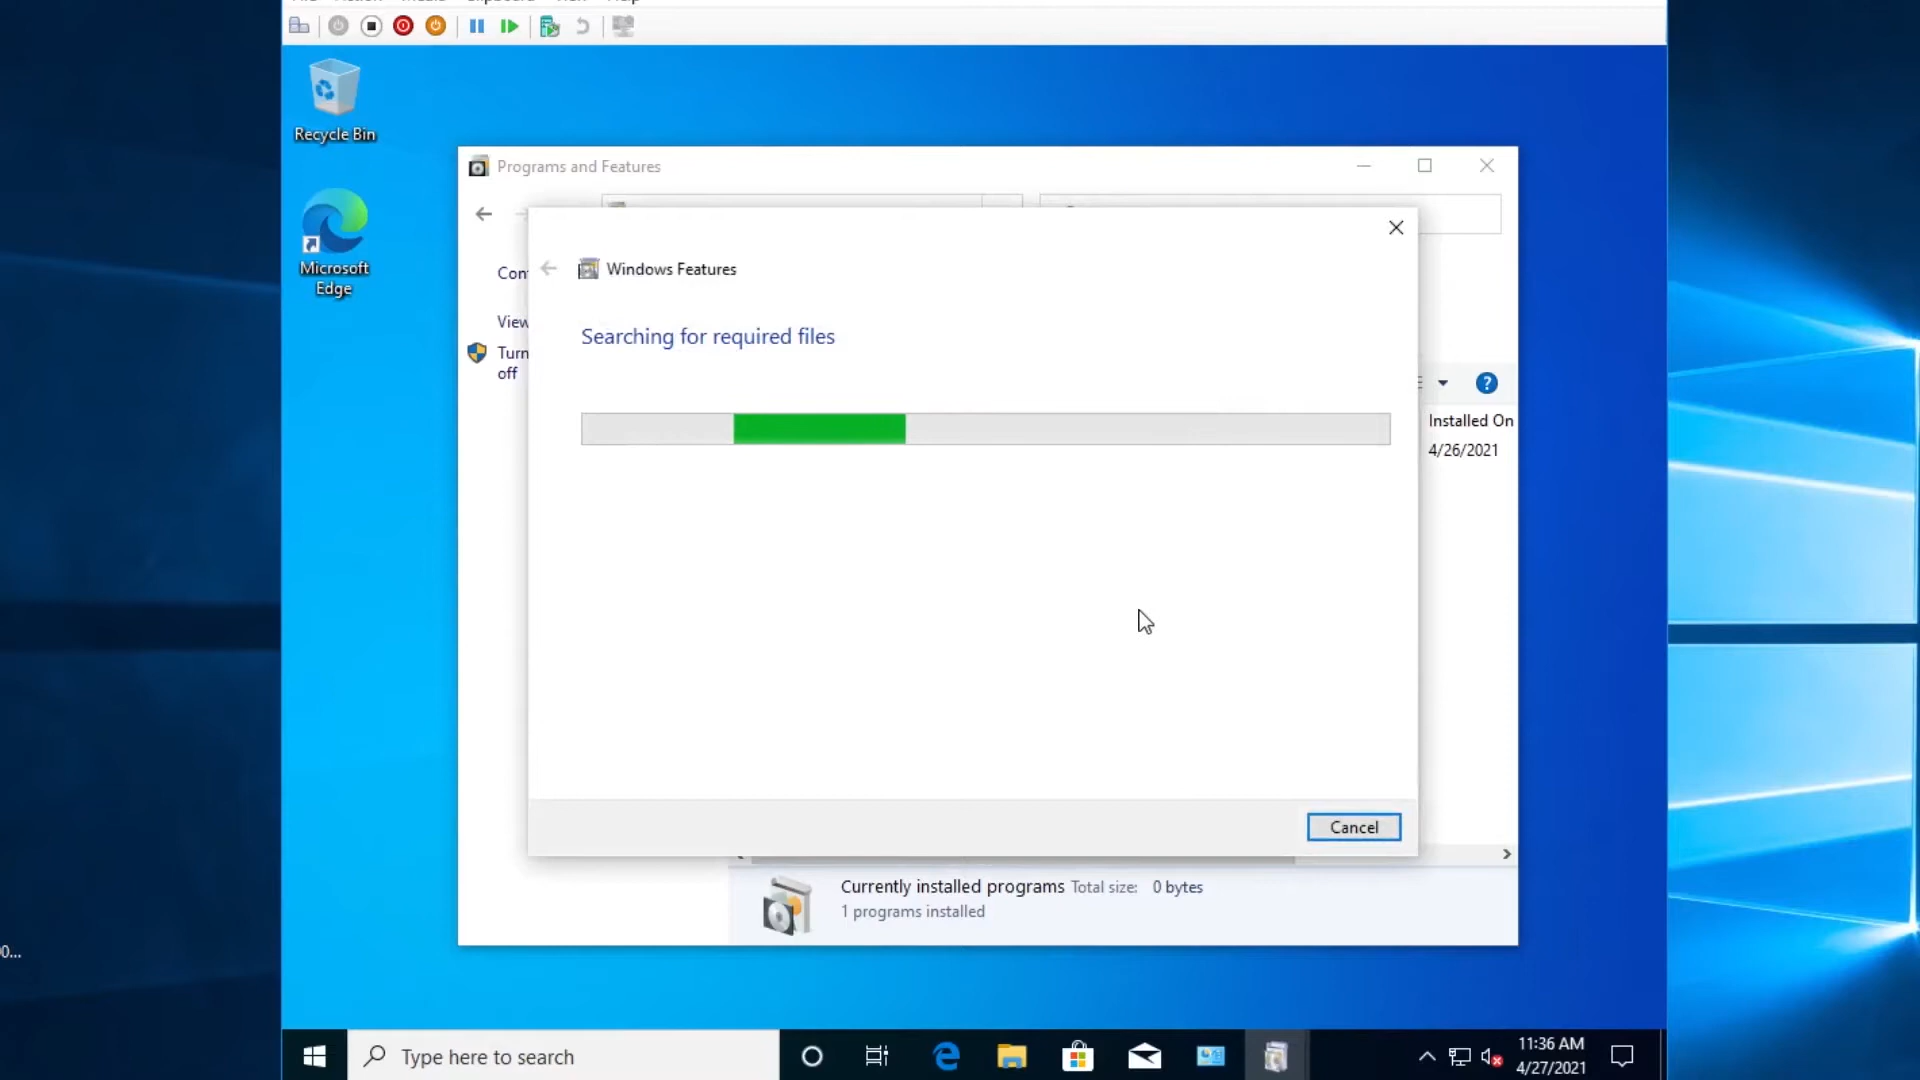 Recycle Bin
Microsoft
Edge
Programs and Features
Windows Features
Searching for required files
View
Turn
off
Installed On
4/26/2021
Cancel
Currently installed programs Total size: 0 bytes
1 programs installed
0...
Type here to search
11:36 AM
4/27/2021